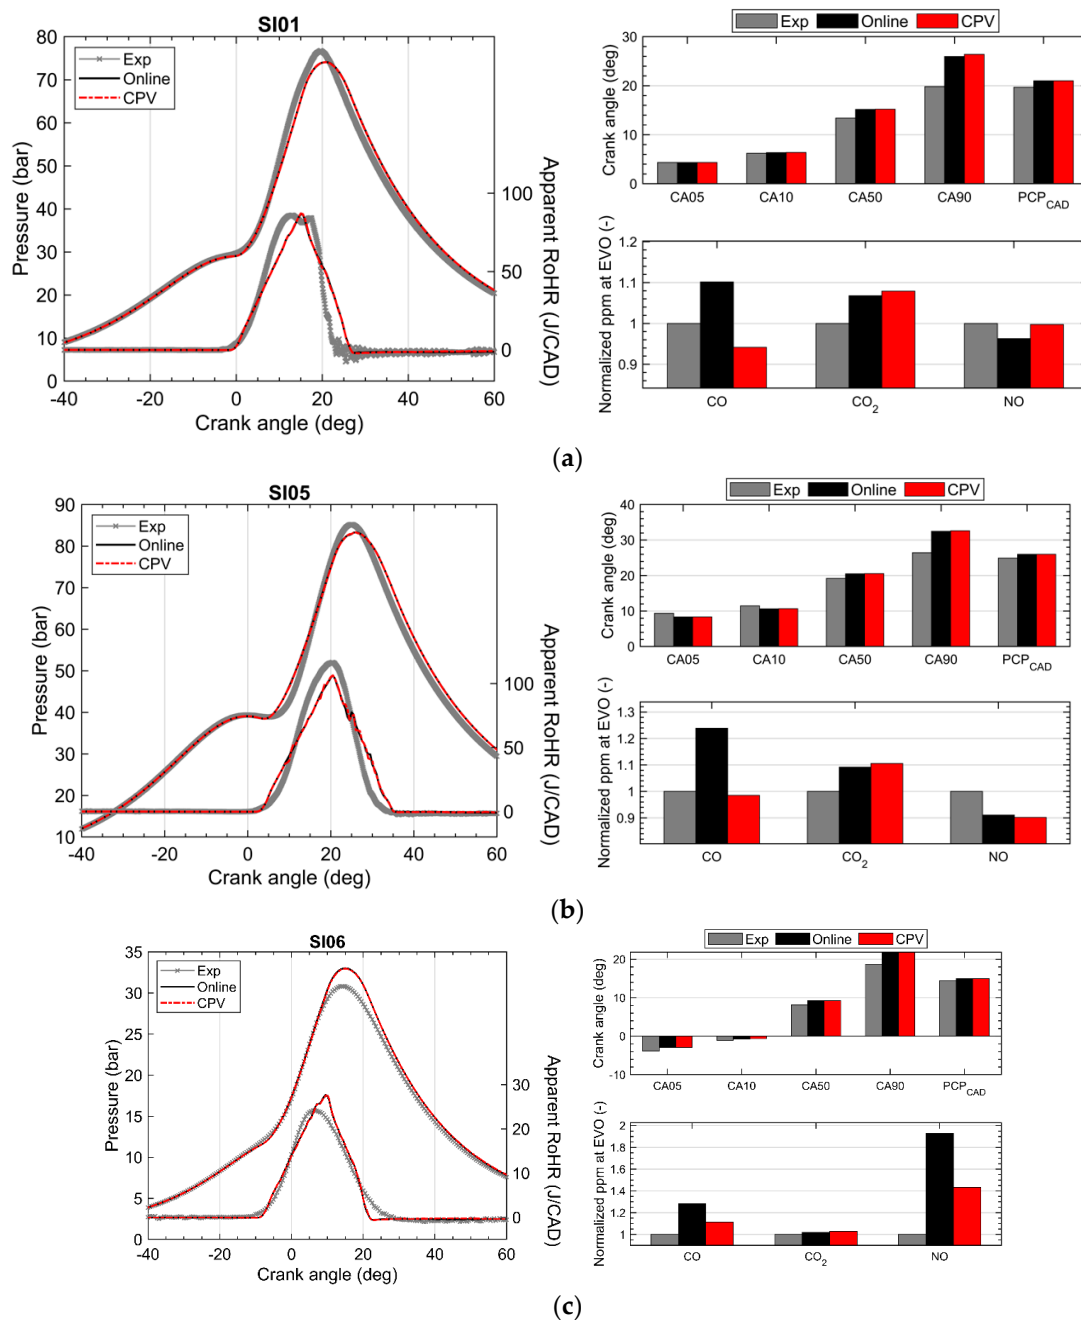 SI01
Exp
Online
CPV
80
70
60
50
40
30
20
10
0
Pressure (bar)
100
50
0
Apparent RoHR (J/CAD)
-40 -20 0 20 40 60
Crank angle (deg)
Exp Online CPV
30
20
10
0
Crank angle (deg)
CA05 CA10 CA50 CA90 PCP_CAD
1.2
1.1
1
0.9
Normalized ppm at EVO (-)
CO CO2 NO
(a)
SI05
Exp
Online
CPV
90
80
70
60
50
40
30
20
10
Pressure (bar)
100
50
0
Apparent RoHR (J/CAD)
-40 -20 0 20 40 60
Crank angle (deg)
Exp Online CPV
40
30
20
10
0
Crank angle (deg)
CA05 CA10 CA50 CA90 PCP_CAD
1.3
1.2
1.1
1
0.9
Normalized ppm at EVO (-)
CO CO2 NO
(b)
SI06
Exp
Online
CPV
35
30
25
20
15
10
5
0
Pressure (bar)
30
20
10
0
Apparent RoHR (J/CAD)
-40 -20 0 20 40 60
Crank angle (deg)
Exp Online CPV
20
10
0
-10
Crank angle (deg)
CA05 CA10 CA50 CA90 PCP_CAD
2
1.8
1.6
1.4
1.2
1
Normalized ppm at EVO (-)
CO CO2 NO
(c)